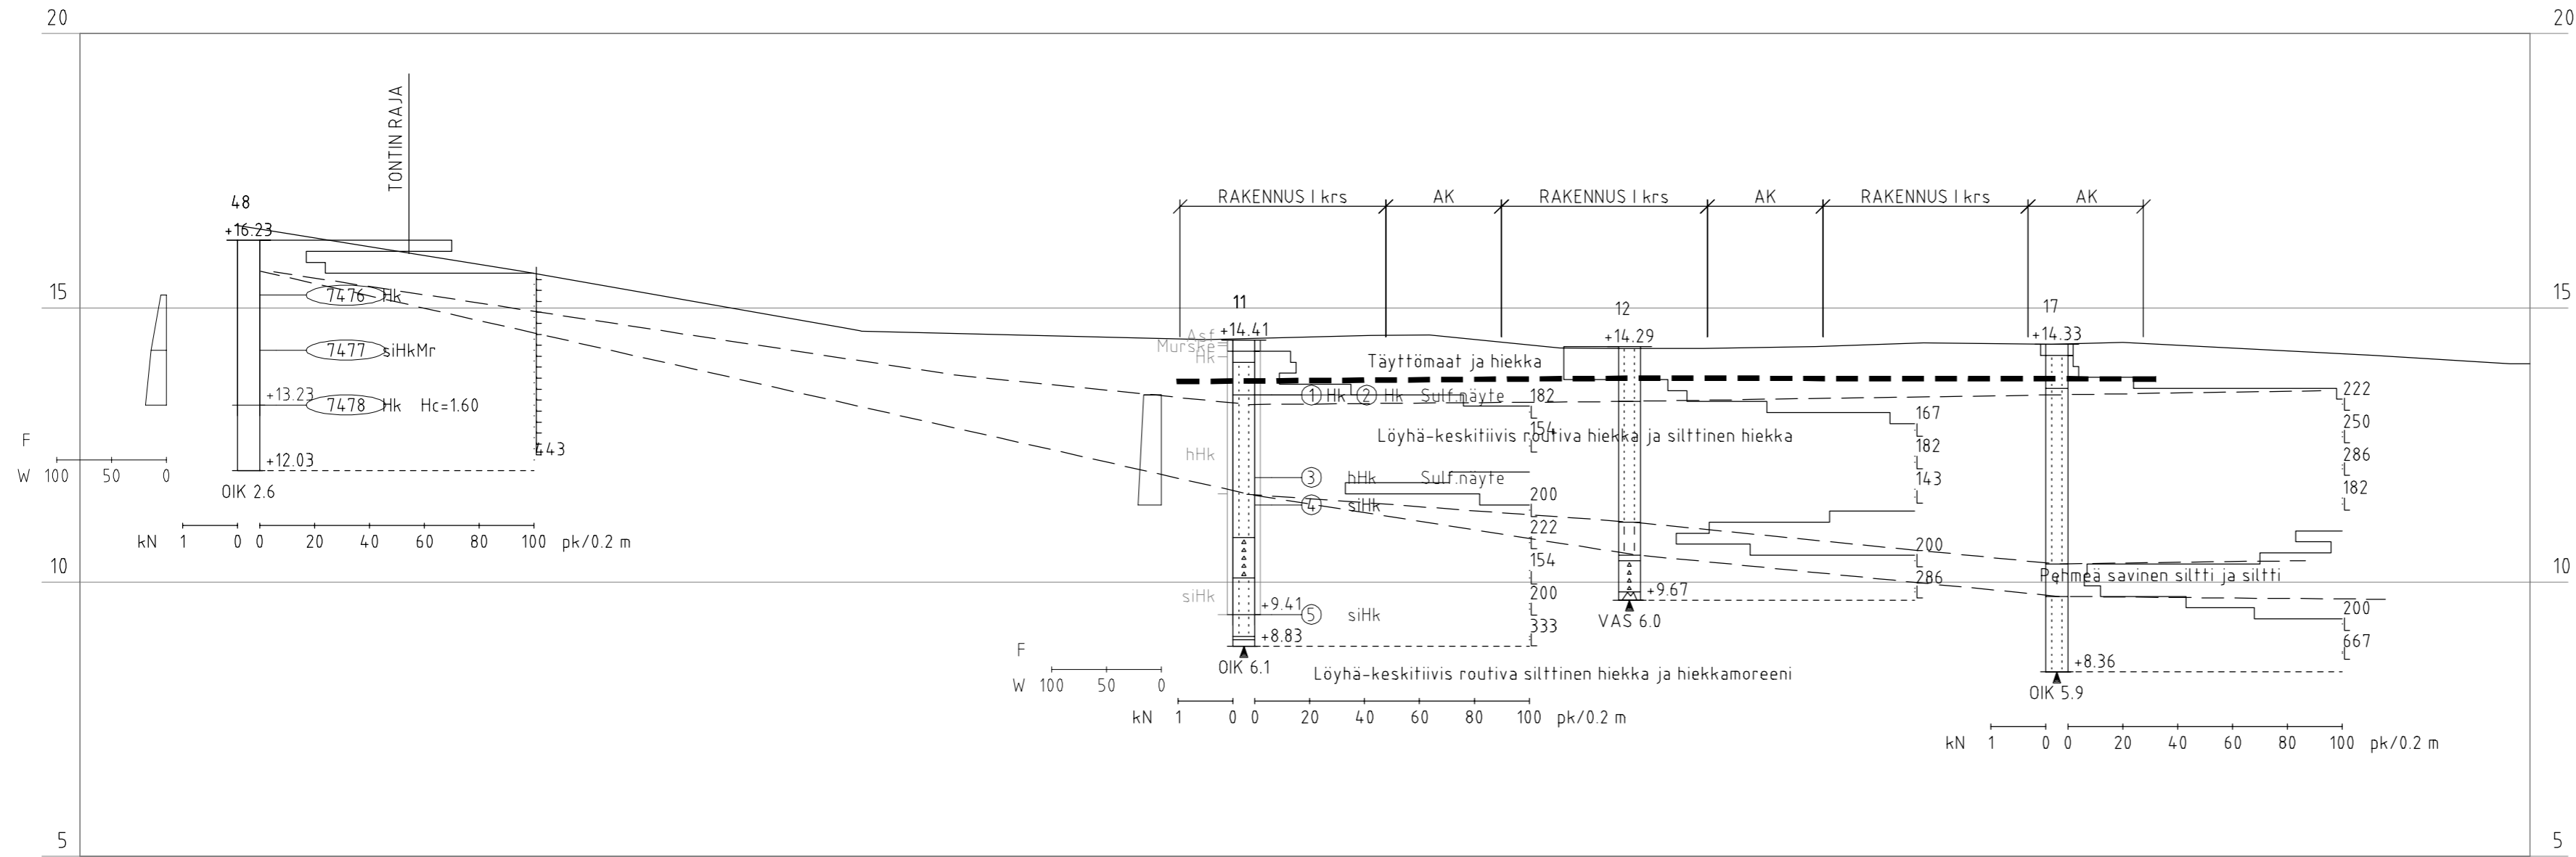 20 20
TONTIN RAJA
48
+16.23
RAKENNUS I krs AK RAKENNUS I krs AK RAKENNUS I krs AK
15 15
7476 Hk
7477 siHkMr
+13.23 7478 Hk Hc=1.60
443
+12.03
OIK 2.6
F
W 100 50 0
kN 1 0 0 20 40 60 80 100 pk/0.2 m
11
+14.41
Asf
Murske
Hk
12
+14.29
17
+14.33
Täyttömaat ja hiekka
1 Hk 2 Hk Sulf.näyte 182
154
Löyhä-keskitiivis routiva hiekka ja silttinen hiekka
hHk
3 hHk Sulf.näyte
4 siHk
200
222
154
200
333
167
182
143
200
286
222
250
286
182
200
667
10 10
Pehmeä savinen siltti ja siltti
siHk
+9.41 5 siHk
+8.83
OIK 6.1
+9.67
VAS 6.0
+8.36
OIK 5.9
Löyhä-keskitiivis routiva silttinen hiekka ja hiekkamoreeni
F
W 100 50 0
kN 1 0 0 20 40 60 80 100 pk/0.2 m
kN 1 0 0 20 40 60 80 100 pk/0.2 m
5 5